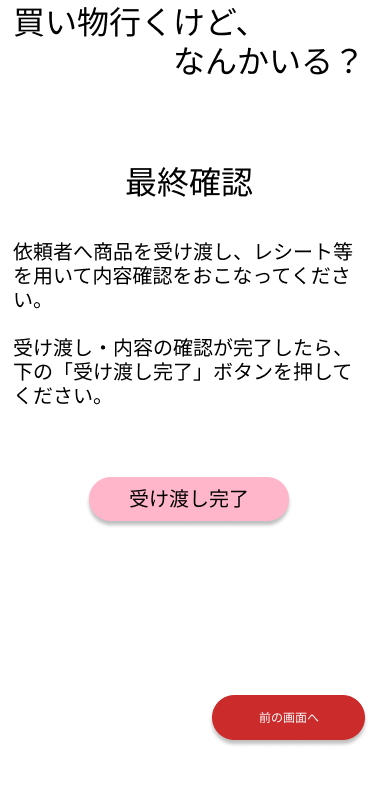 買い物行くけど、
なんかいる？
最終確認
依頼者へ商品を受け渡し、レシート等
を用いて内容確認をおこなってくださ
い。
受け渡し・内容の確認が完了したら、
下の「受け渡し完了」ボタンを押して
ください。
受け渡し完了
前の画面へ